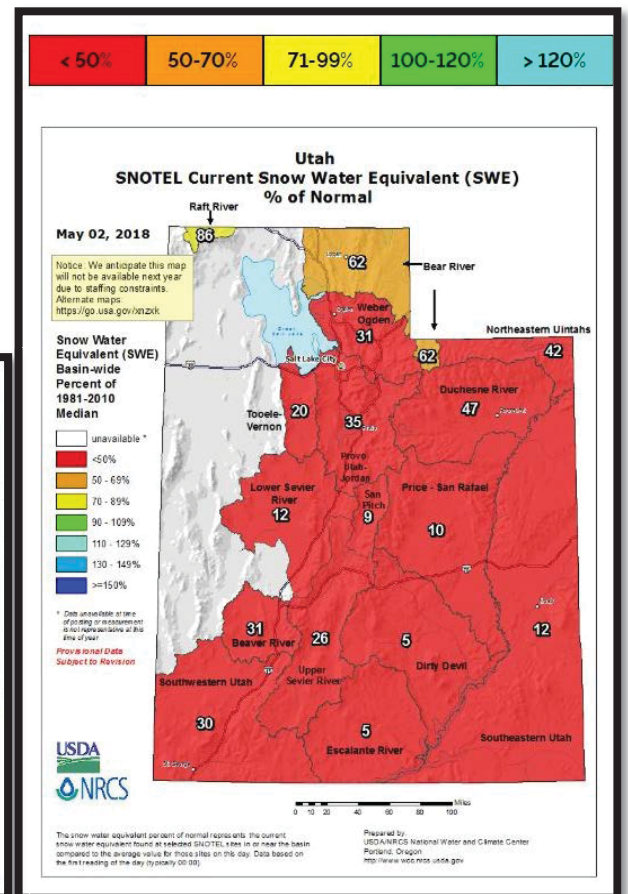 < 50%
50-70%
71-99%
100-120%
> 120%
Utah
SNOTEL Current Snow Water Equivalent (SWE)
% of Normal
Raft River
May 02, 2018
86
Logan
62
Bear River
Notice: We anticipate this map
will not be available next year
due to staffing constraints.
Alternate maps:
https://go.usa.gov/xnzxk
Weber
Ogden
31
Northeastern Uintahs
62
42
Snow Water
Equivalent (SWE)
Basin-wide
Percent of
1981-2010
Median
Salt Lake City
Duchesne River
47
Tooele-
Vernon
20
35
Provo
Utah-
Jordan
unavailable *
<50%
50 - 69%
70 - 89%
90 - 109%
110 - 129%
130 - 149%
>=150%
Lower Sevier
River
12
San
Pitch
9
Price - San Rafael
10
* Data unavailable at time
of posting or measurement
is not representative at this
time of year
Provisional Data
Subject to Revision
31
Beaver River
26
Upper
Sevier River
5
Dirty Devil
12
Southwestern Utah
30
5
Escalante River
Southeastern Utah
USDA
NRCS
Miles
0 10 20 40 60 80 100
The snow water equivalent percent of normal represents the current
snow water equivalent found at selected SNOTEL sites in or near the basin
compared to the average value for those sites on this day. Data based on
the first reading of the day (typically 00:00).
Prepared by:
USDA/NRCS National Water and Climate Center
Portland, Oregon
http://www.wcc.nrcs.usda.gov